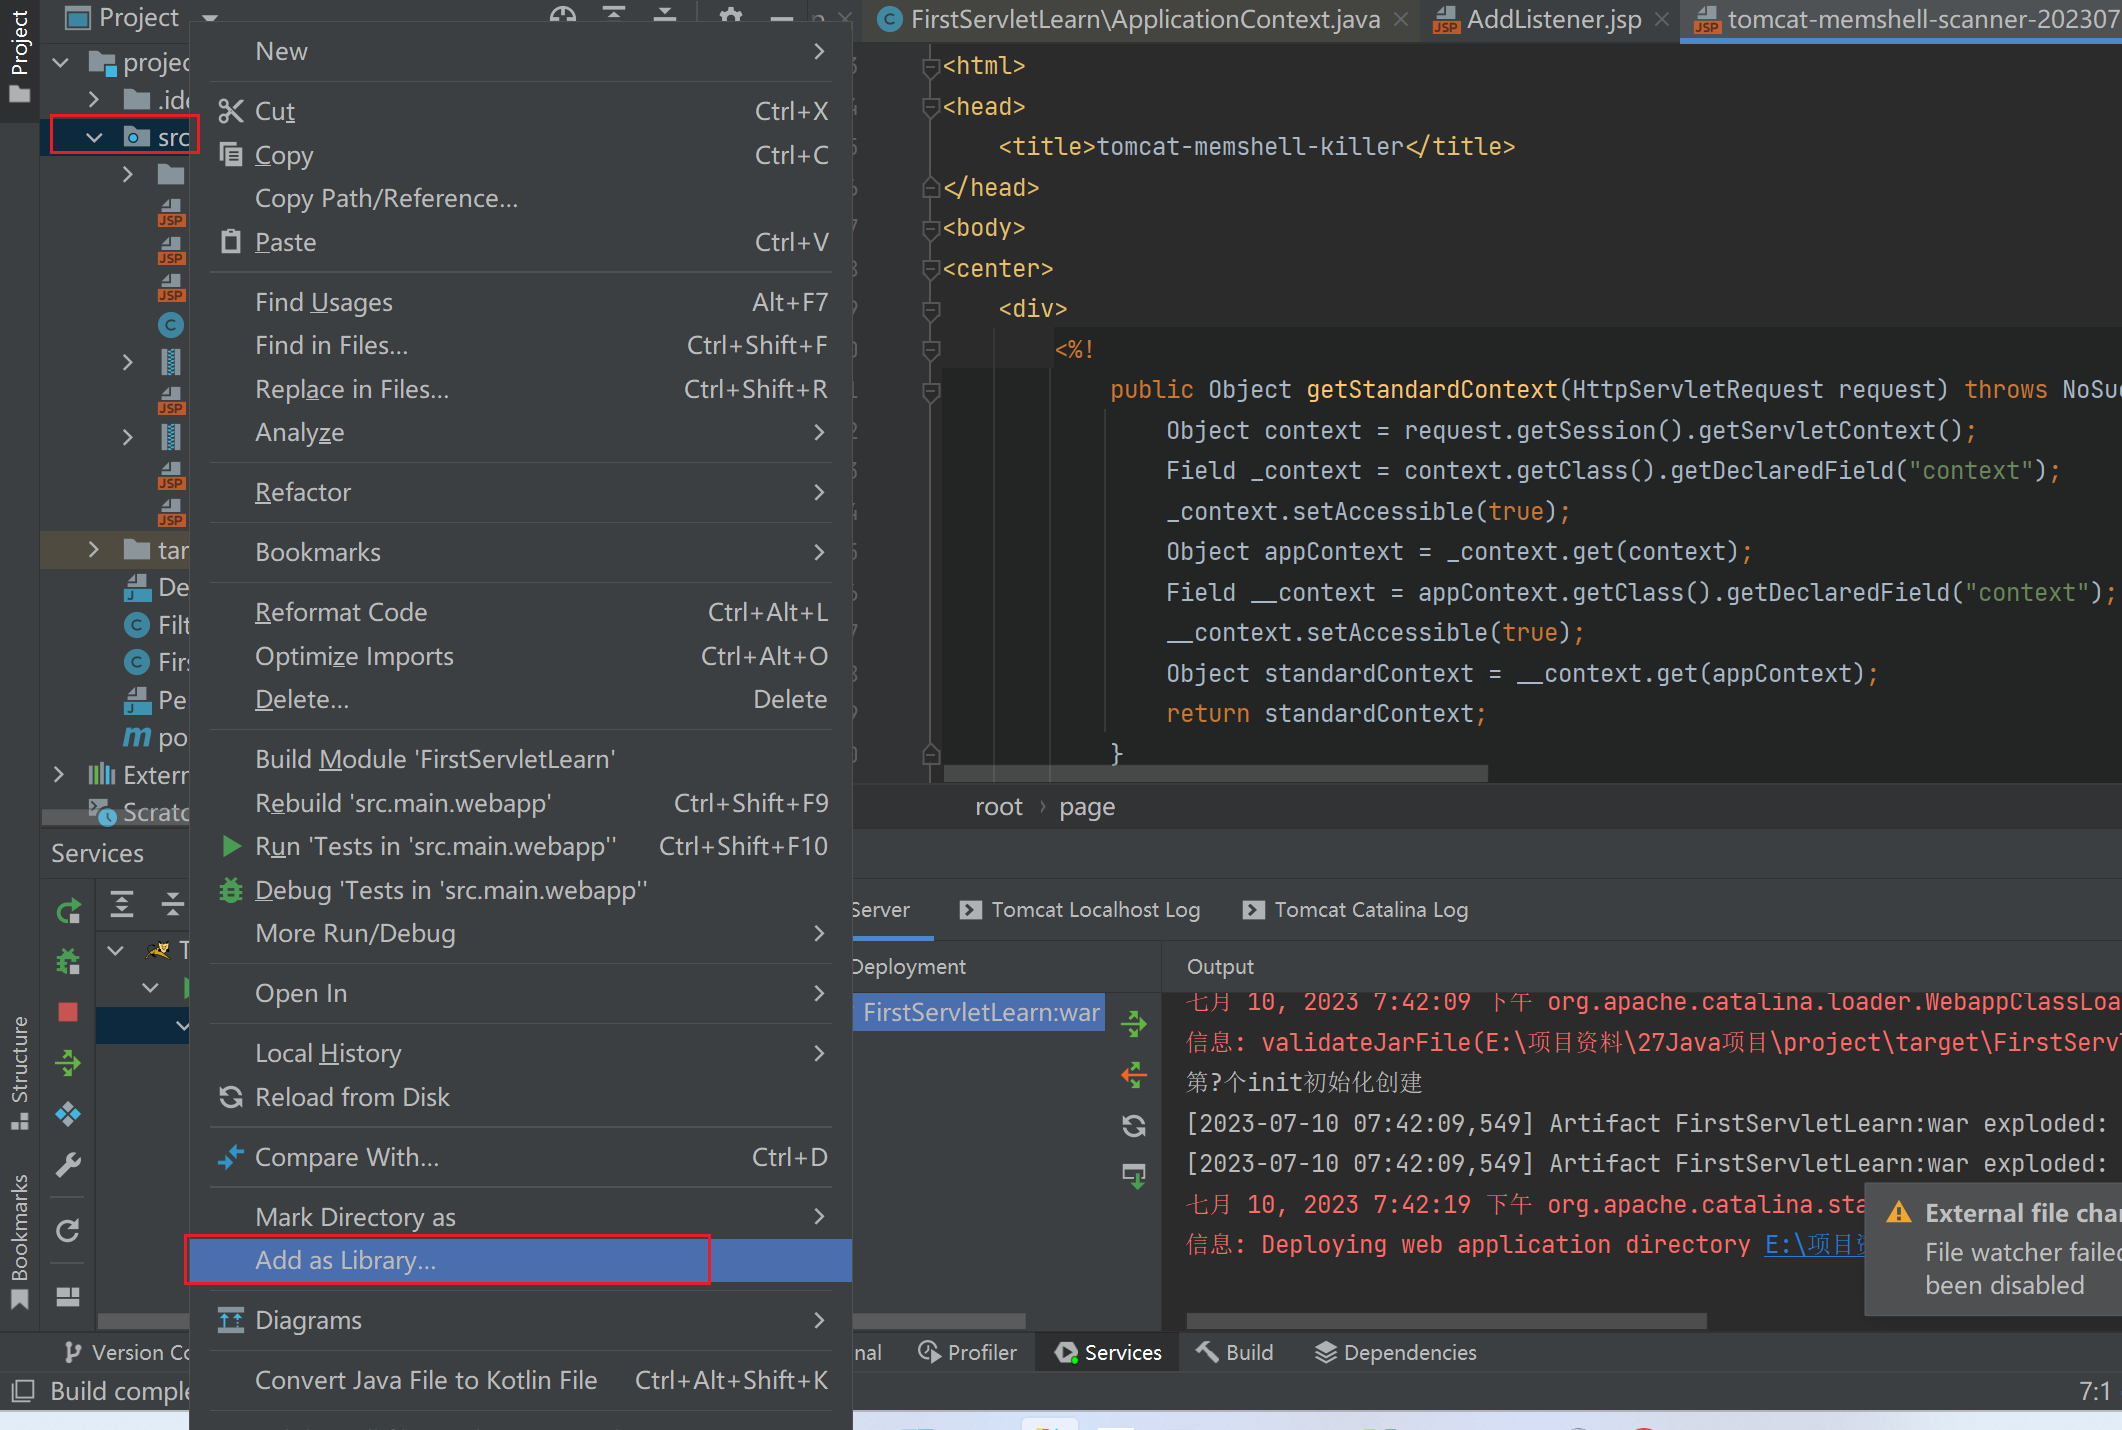 Project
FirstServletLearn\ApplicationContext.java
AddListener.jsp
tomcat-memshell-scanner-202307
Project
projec
.ide
src
JSP
JSP
JSP
JSP
JSP
JSP
tar
De
Filt
Firs
Pe
po
Extern
Scratc
New
Cut Ctrl+X
Copy Ctrl+C
Copy Path/Reference...
Paste Ctrl+V
Find Usages Alt+F7
Find in Files... Ctrl+Shift+F
Replace in Files... Ctrl+Shift+R
Analyze
Refactor
Bookmarks
Reformat Code Ctrl+Alt+L
Optimize Imports Ctrl+Alt+O
Delete... Delete
Build Module 'FirstServletLearn'
Rebuild 'src.main.webapp' Ctrl+Shift+F9
Run 'Tests in 'src.main.webapp'' Ctrl+Shift+F10
Debug 'Tests in 'src.main.webapp''
More Run/Debug
Open In
Local History
Reload from Disk
Compare With... Ctrl+D
Mark Directory as
Add as Library...
Diagrams
Convert Java File to Kotlin File Ctrl+Alt+Shift+K
<html>
<head>
<title>tomcat-memshell-killer</title>
</head>
<body>
<center>
<div>
<%!
public Object getStandardContext(HttpServletRequest request) throws NoSuc
Object context = request.getSession().getServletContext();
Field _context = context.getClass().getDeclaredField("context");
_context.setAccessible(true);
Object appContext = _context.get(context);
Field __context = appContext.getClass().getDeclaredField("context");
__context.setAccessible(true);
Object standardContext = __context.get(appContext);
return standardContext;
}
root › page
Services
Server
Tomcat Localhost Log
Tomcat Catalina Log
Deployment
Output
FirstServletLearn:war
七月 10, 2023 7:42:09 下午 org.apache.catalina.loader.WebappClassLoa
信息: validateJarFile(E:\项目资料\27Java项目\project\target\FirstServ
第?个init初始化创建
[2023-07-10 07:42:09,549] Artifact FirstServletLearn:war exploded:
[2023-07-10 07:42:09,549] Artifact FirstServletLearn:war exploded:
七月 10, 2023 7:42:19 下午 org.apache.catalina.sta
信息: Deploying web application directory E:\项目资
External file cha
File watcher failed
been disabled
Structure
Bookmarks
Version Co
nal
Profiler
Services
Build
Dependencies
Build comple
7:1